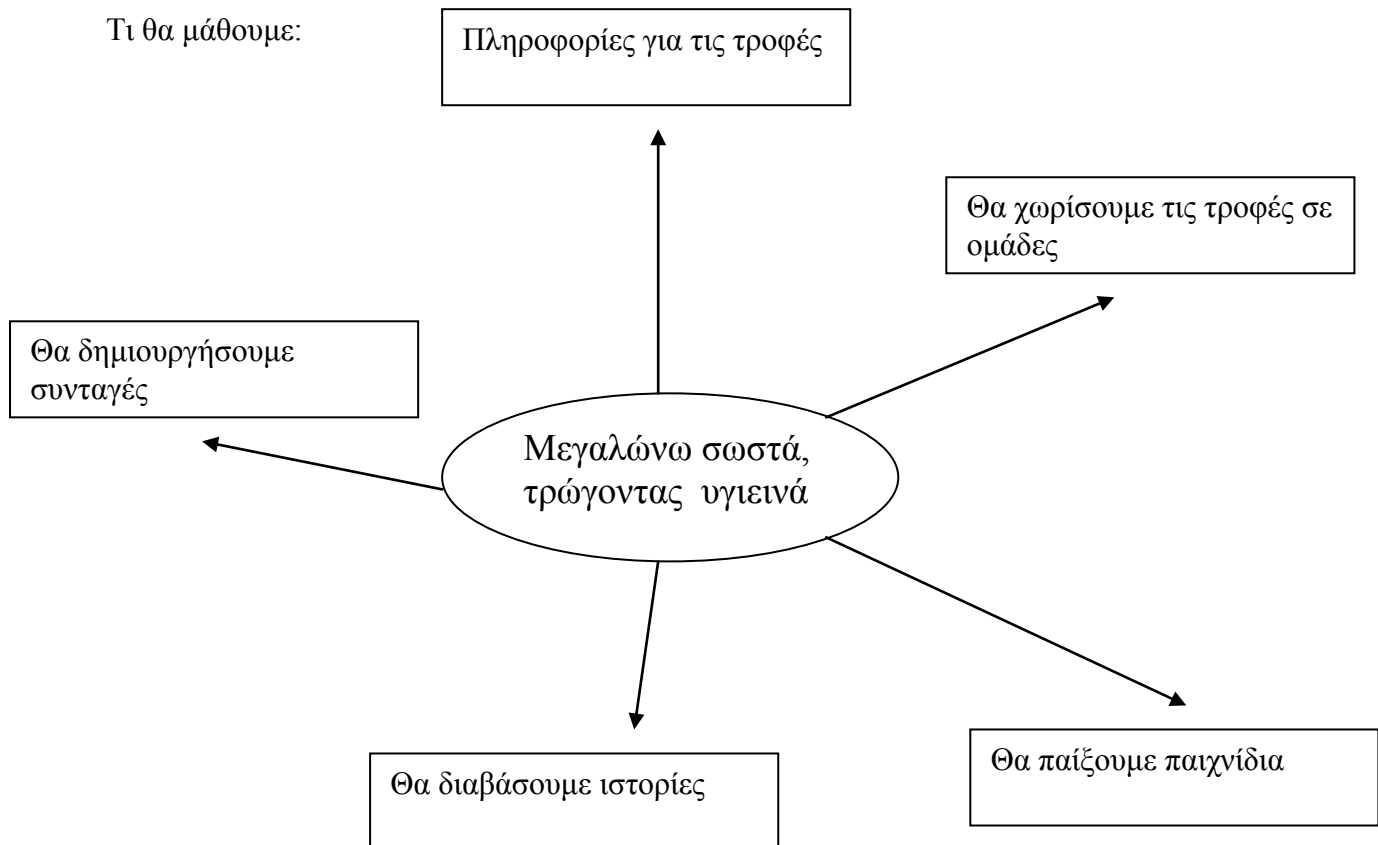 Τι θα μάθουμε:
Πληροφορίες για τις τροφές
Θα χωρίσουμε τις τροφές σε
ομάδες
Θα δημιουργήσουμε
συνταγές
Μεγαλώνω σωστά,
τρώγοντας υγιεινά
Θα διαβάσουμε ιστορίες
Θα παίξουμε παιχνίδια